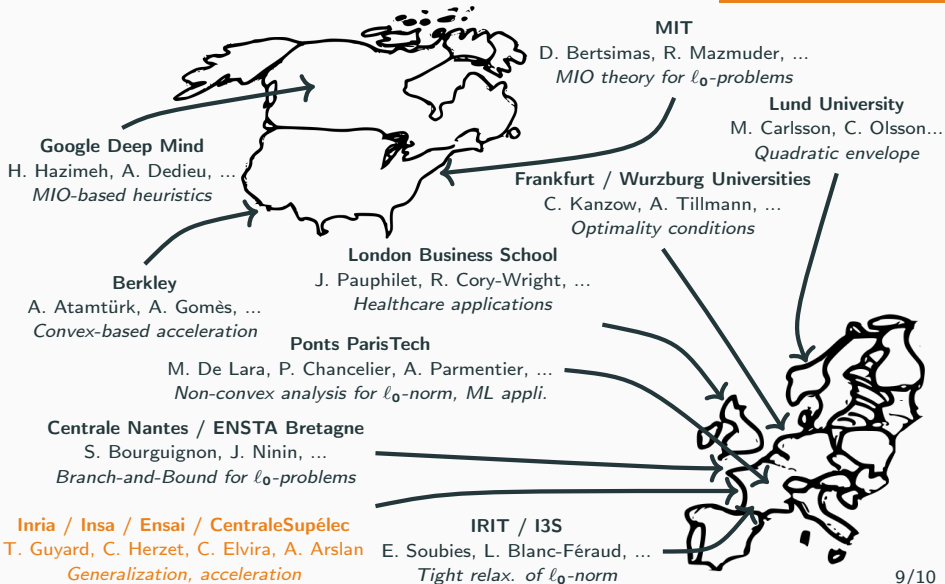 MIT
D. Bertsimas, R. Mazmuder, ...
MIO theory for ℓ₀-problems
Lund University
M. Carlsson, C. Olsson...
Quadratic envelope
Google Deep Mind
H. Hazimeh, A. Dedieu, ...
MIO-based heuristics
Frankfurt / Wurzburg Universities
C. Kanzow, A. Tillmann, ...
Optimality conditions
London Business School
J. Pauphilet, R. Cory-Wright, ...
Healthcare applications
Berkley
A. Atamtürk, A. Gomès, ...
Convex-based acceleration
Ponts ParisTech
M. De Lara, P. Chancelier, A. Parmentier, ...
Non-convex analysis for ℓ₀-norm, ML appli.
Centrale Nantes / ENSTA Bretagne
S. Bourguignon, J. Ninin, ...
Branch-and-Bound for ℓ₀-problems
Inria / Insa / Ensai / CentraleSupélec
T. Guyard, C. Herzet, C. Elvira, A. Arslan
Generalization, acceleration
IRIT / I3S
E. Soubies, L. Blanc-Féraud, ...
Tight relax. of ℓ₀-norm
9/10